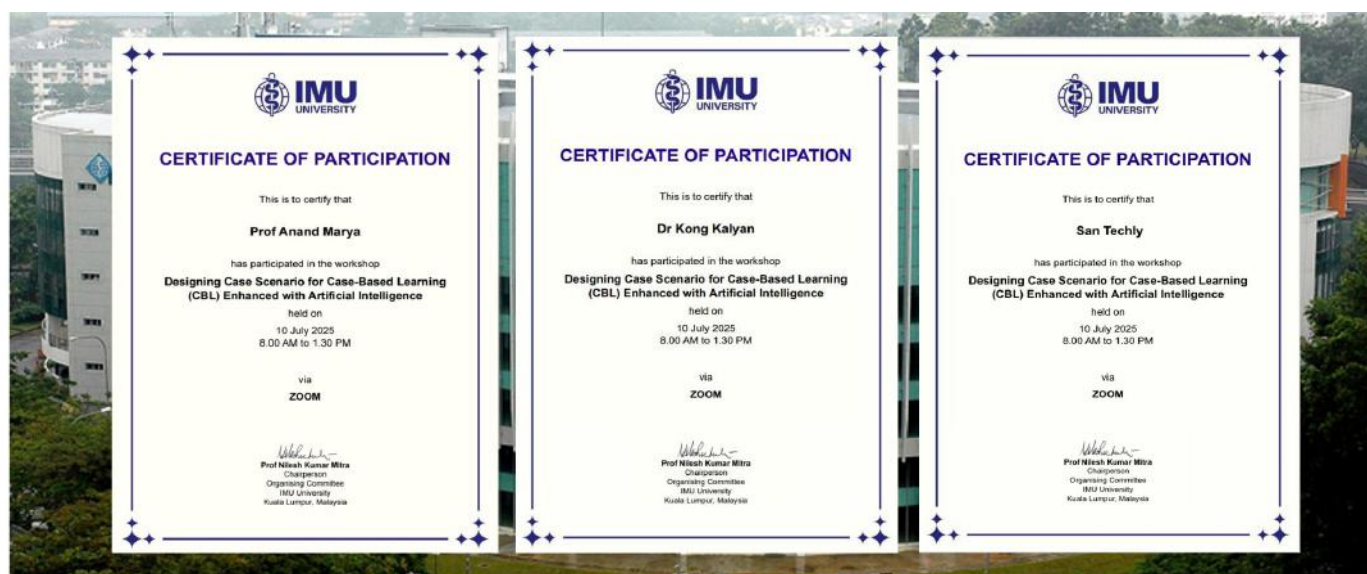 IMU
UNIVERSITY
CERTIFICATE OF PARTICIPATION
This is to certify that
Prof Anand Marya
has participated in the workshop
Designing Case Scenario for Case-Based Learning
(CBL) Enhanced with Artificial Intelligence
held on
10 July 2025
8.00 AM to 1.30 PM
via
ZOOM
Prof Nilesh Kumar Mitra
Chairperson
Organising Committee
IMU University
Kuala Lumpur, Malaysia
IMU
UNIVERSITY
CERTIFICATE OF PARTICIPATION
This is to certify that
Dr Kong Kalyan
has participated in the workshop
Designing Case Scenario for Case-Based Learning
(CBL) Enhanced with Artificial Intelligence
held on
10 July 2025
8.00 AM to 1.30 PM
via
ZOOM
Prof Nilesh Kumar Mitra
Chairperson
Organising Committee
IMU University
Kuala Lumpur, Malaysia
IMU
UNIVERSITY
CERTIFICATE OF PARTICIPATION
This is to certify that
San Techly
has participated in the workshop
Designing Case Scenario for Case-Based Learning
(CBL) Enhanced with Artificial Intelligence
held on
10 July 2025
8.00 AM to 1.30 PM
via
ZOOM
Prof Nilesh Kumar Mitra
Chairperson
Organising Committee
IMU University
Kuala Lumpur, Malaysia